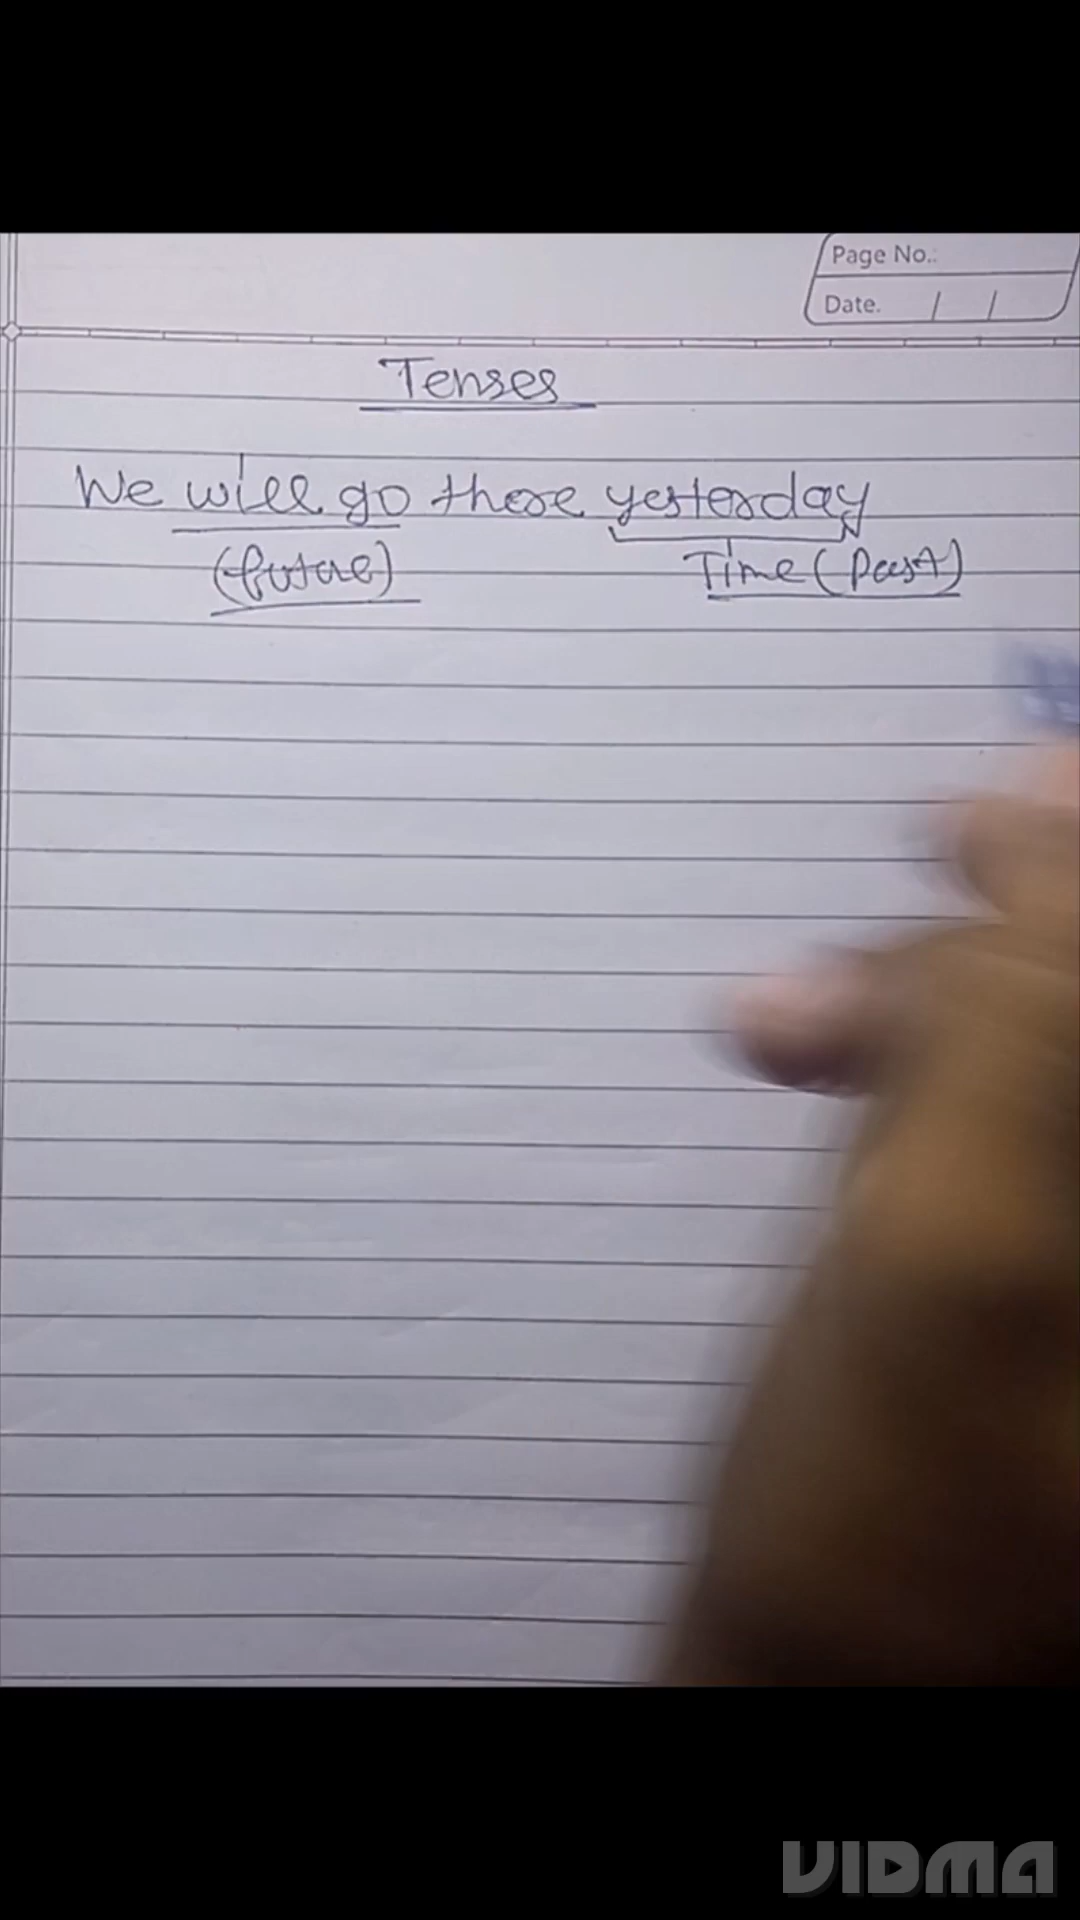 Page No.:
Date. / /
Tenses
We will go there yesterday
(future) Time (Past)
VIDMA